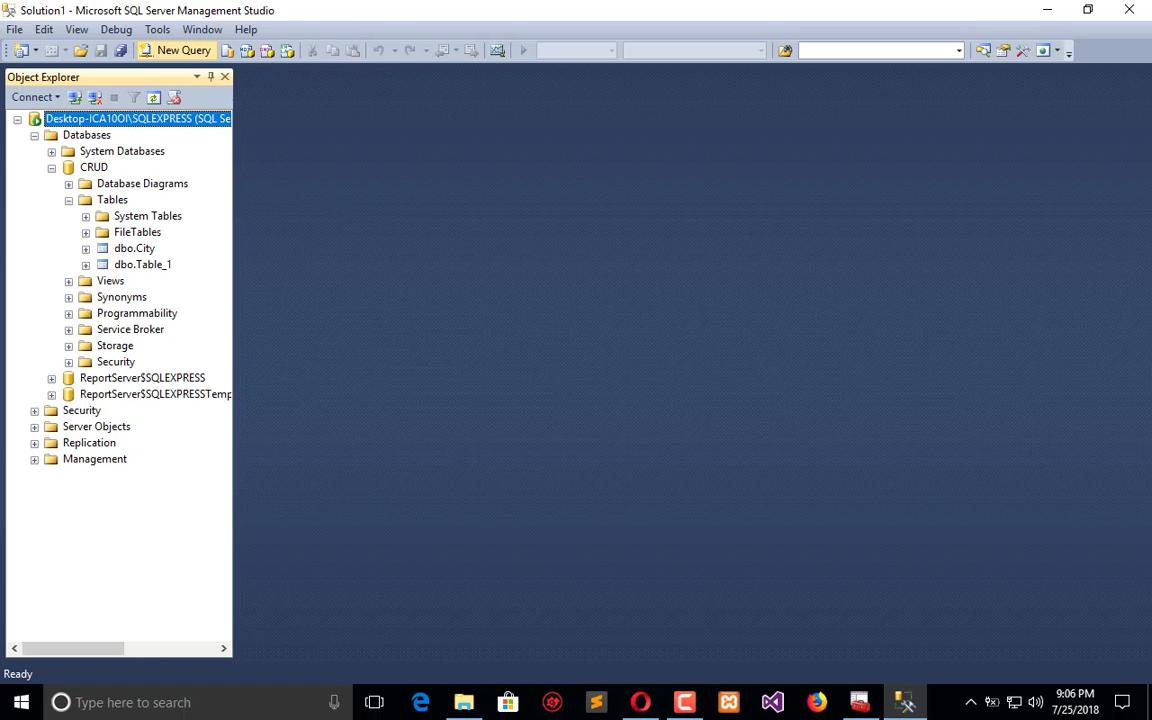 Solution1 - Microsoft SQL Server Management Studio
File Edit View Debug Tools Window Help
New Query
Object Explorer
Connect
Desktop-ICA10OI\SQLEXPRESS (SQL Se
Databases
System Databases
CRUD
Database Diagrams
Tables
System Tables
FileTables
dbo.City
dbo.Table_1
Views
Synonyms
Programmability
Service Broker
Storage
Security
ReportServer$SQLEXPRESS
ReportServer$SQLEXPRESSTemp
Security
Server Objects
Replication
Management
Ready
Type here to search
9:06 PM
7/25/2018